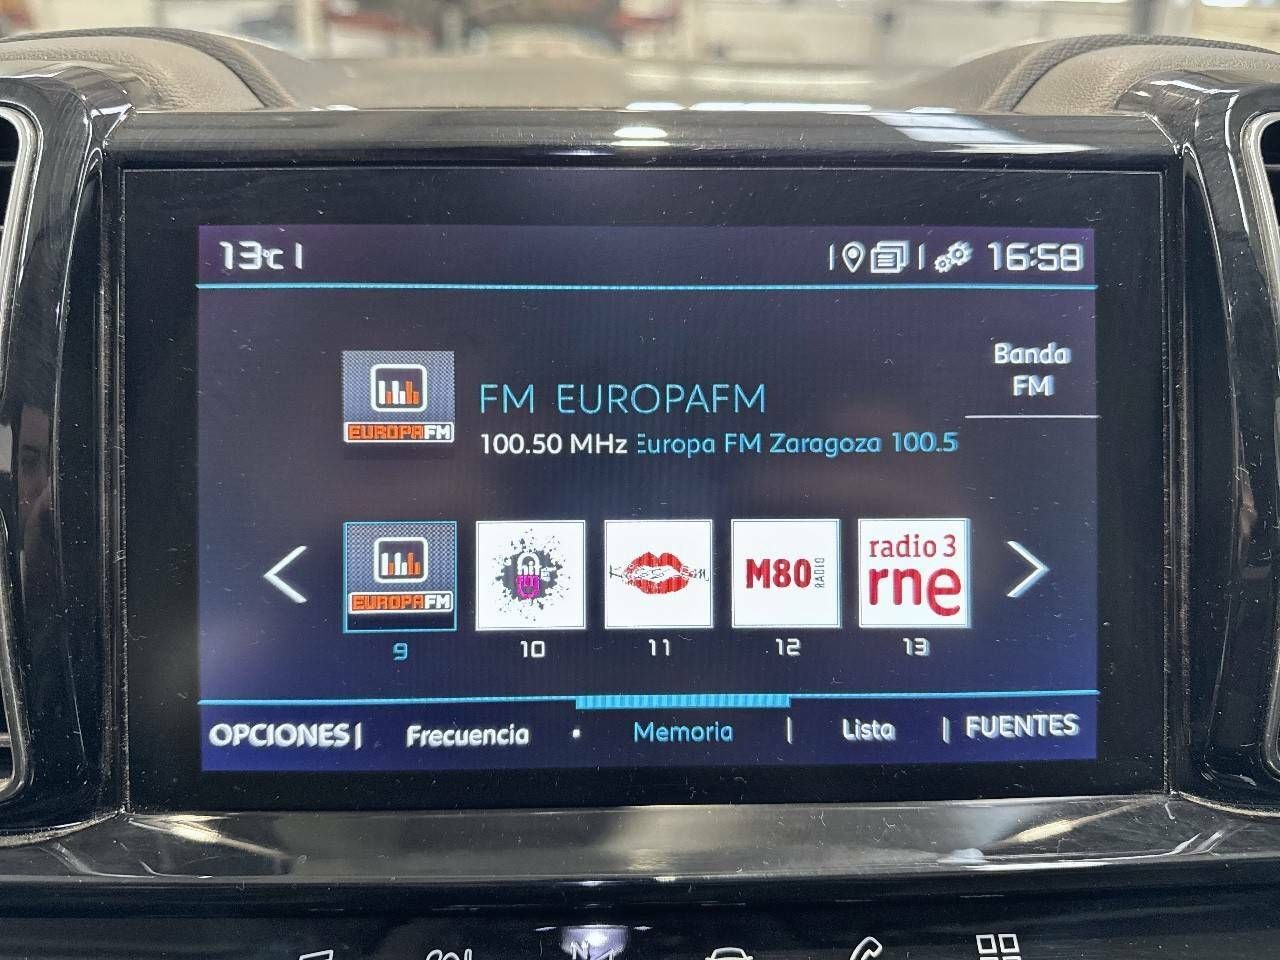 13°C
16:58
Banda
FM
FM EUROPAFM
100.50 MHz Europa FM Zaragoza 100.5
EUROPAFM
EUROPAFM
hit
M80 RADIO
radio 3
rne
9 10 11 12 13
OPCIONES Frecuencia Memoria Lista FUENTES
N